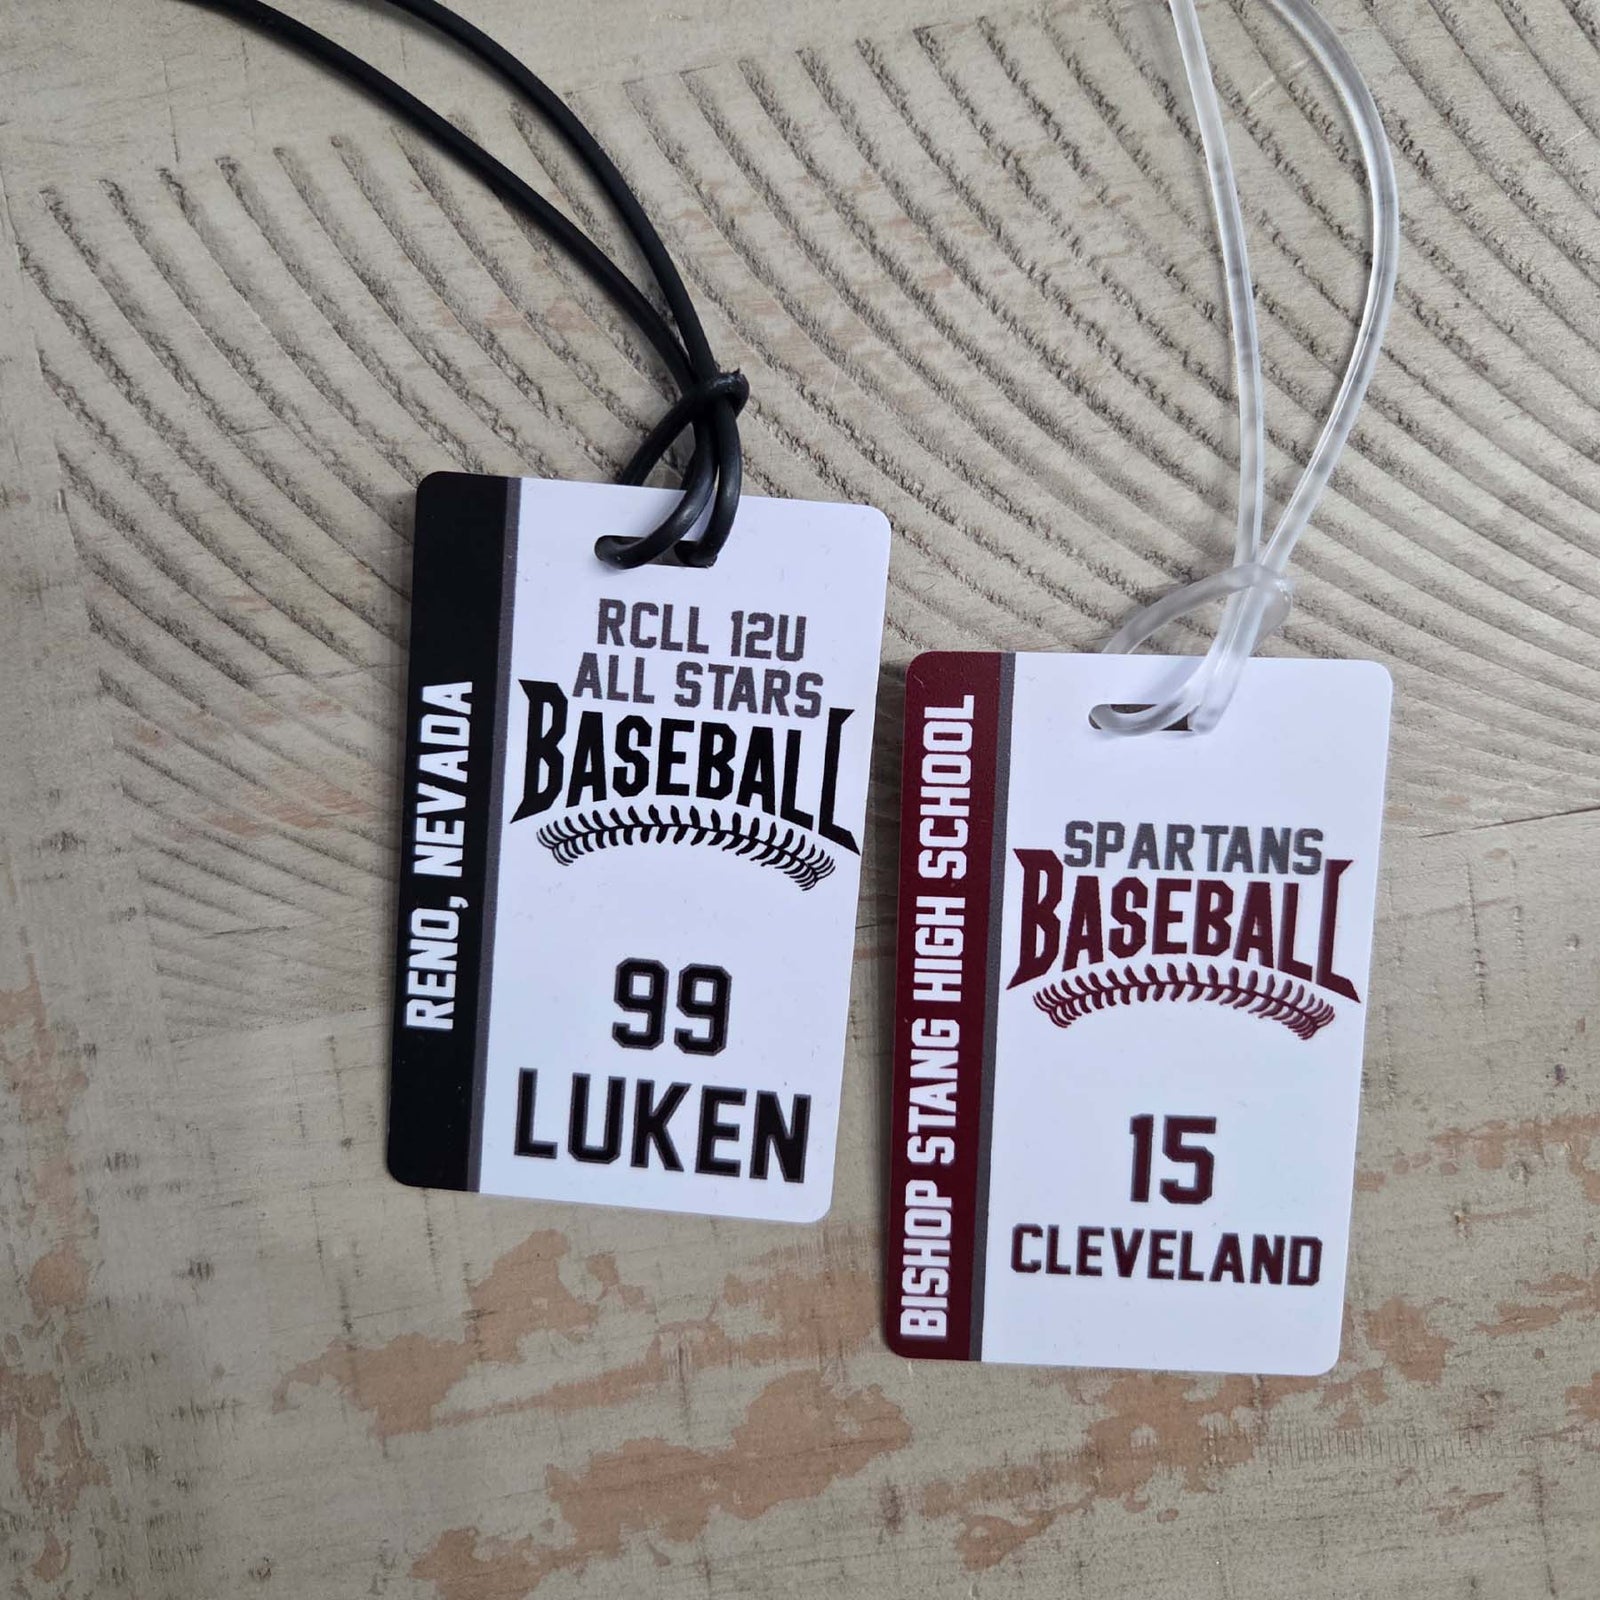 RENO, NEVADA
RCLL 12U
ALL STARS
BASEBALL
99
LUKEN
BISHOP STANG HIGH SCHOOL
SPARTANS
BASEBALL
15
CLEVELAND